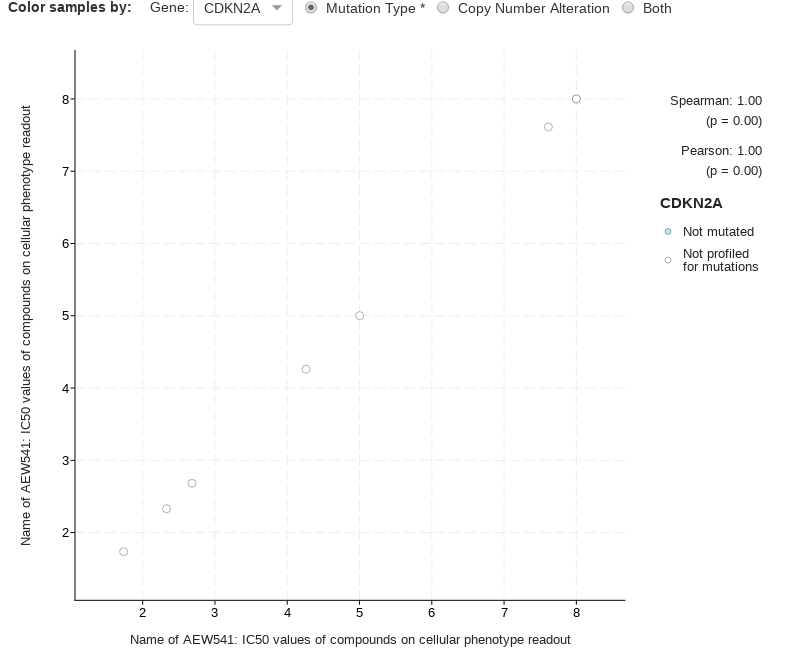 Color samples by: Gene: CDKN2A Mutation Type * Copy Number Alteration Both
Name of AEW541: IC50 values of compounds on cellular phenotype readout
8
7
6
5
4
3
2
2 3 4 5 6 7 8
Name of AEW541: IC50 values of compounds on cellular phenotype readout
Spearman: 1.00
(p = 0.00)
Pearson: 1.00
(p = 0.00)
CDKN2A
Not mutated
Not profiled
for mutations